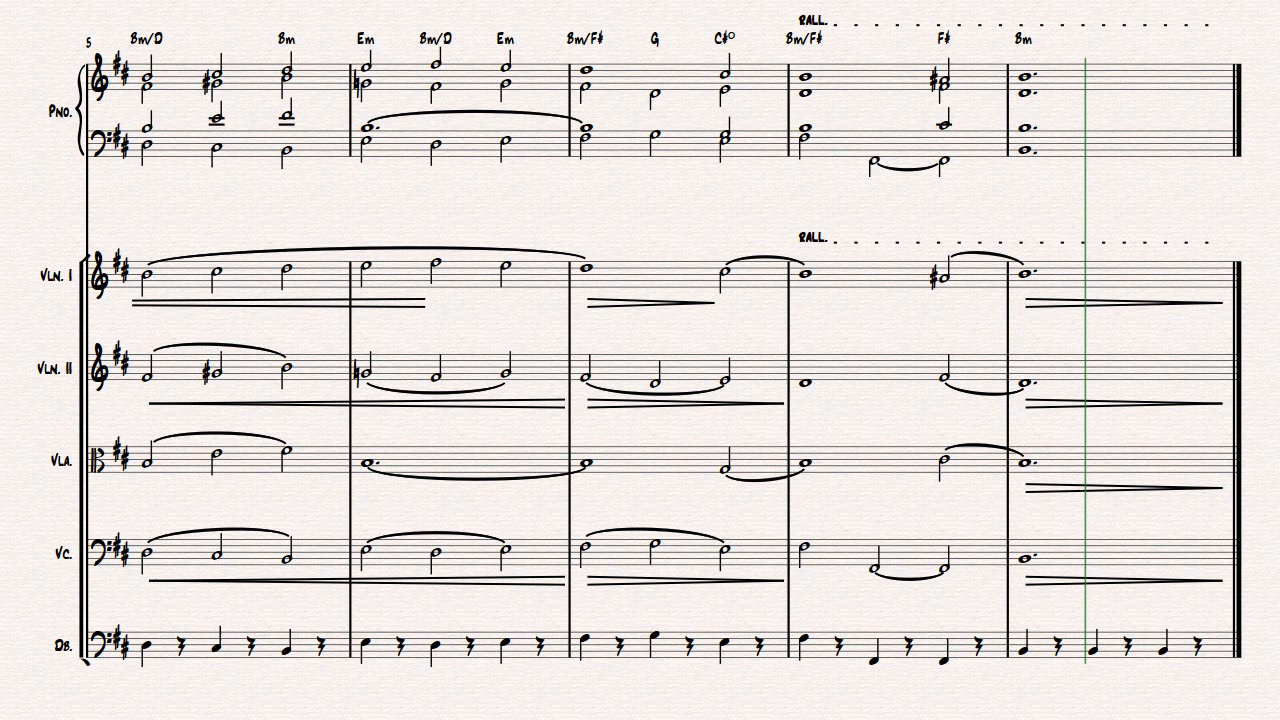 RALL.
5 Bm/D Bm Em Bm/D Em Bm/F# G C#° Bm/F# F# Bm
PNO.
RALL.
VLN. I
VLN. II
VLA.
VC.
DB.